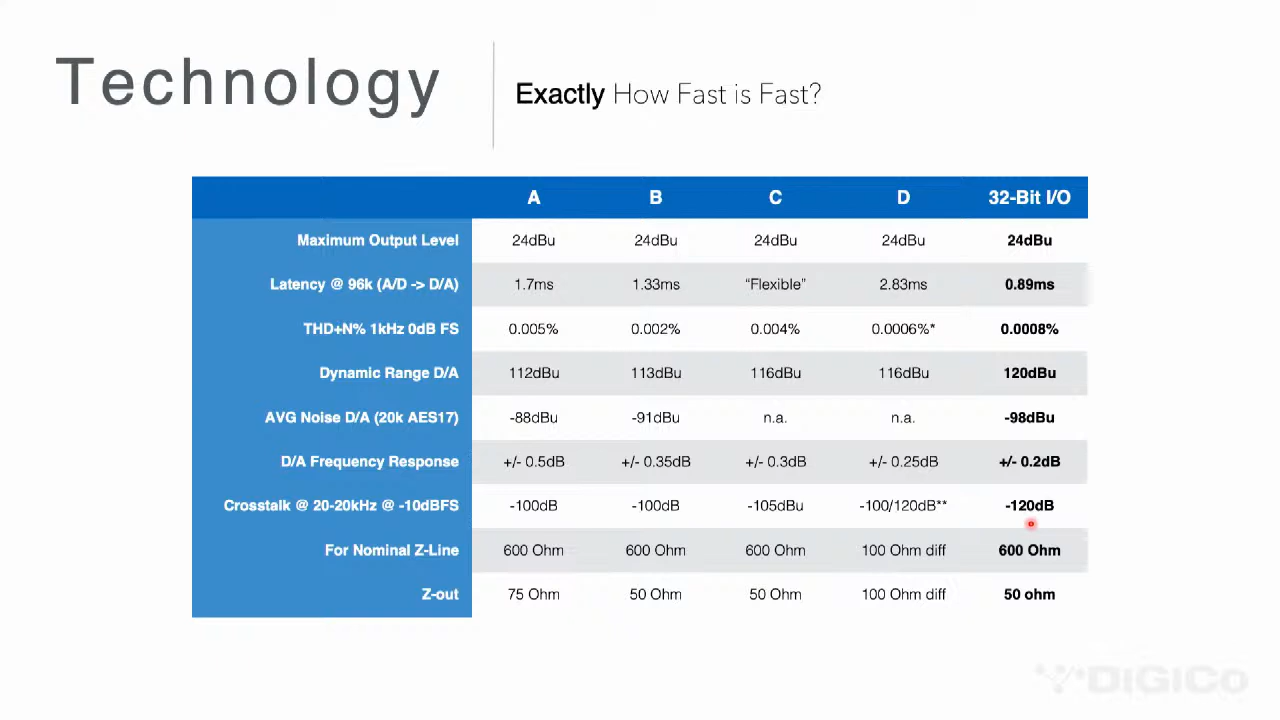 Technology
Exactly How Fast is Fast?
A B C D 32-Bit I/O
Maximum Output Level 24dBu 24dBu 24dBu 24dBu 24dBu
Latency @ 96k (A/D -> D/A) 1.7ms 1.33ms “Flexible” 2.83ms 0.89ms
THD+N% 1kHz 0dB FS 0.005% 0.002% 0.004% 0.0006%* 0.0008%
Dynamic Range D/A 112dBu 113dBu 116dBu 116dBu 120dBu
AVG Noise D/A (20k AES17) -88dBu -91dBu n.a. n.a. -98dBu
D/A Frequency Response +/- 0.5dB +/- 0.35dB +/- 0.3dB +/- 0.25dB +/- 0.2dB
Crosstalk @ 20-20kHz @ -10dBFS -100dB -100dB -105dBu -100/120dB** -120dB
For Nominal Z-Line 600 Ohm 600 Ohm 600 Ohm 100 Ohm diff 600 Ohm
Z-out 75 Ohm 50 Ohm 50 Ohm 100 Ohm diff 50 ohm
DiGiCo